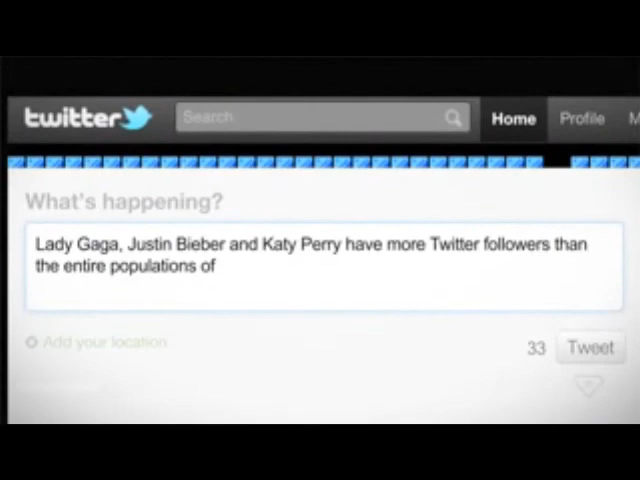 twitter Search Home Profile M
What's happening?
Lady Gaga, Justin Bieber and Katy Perry have more Twitter followers than
the entire populations of
Add your location 33 Tweet